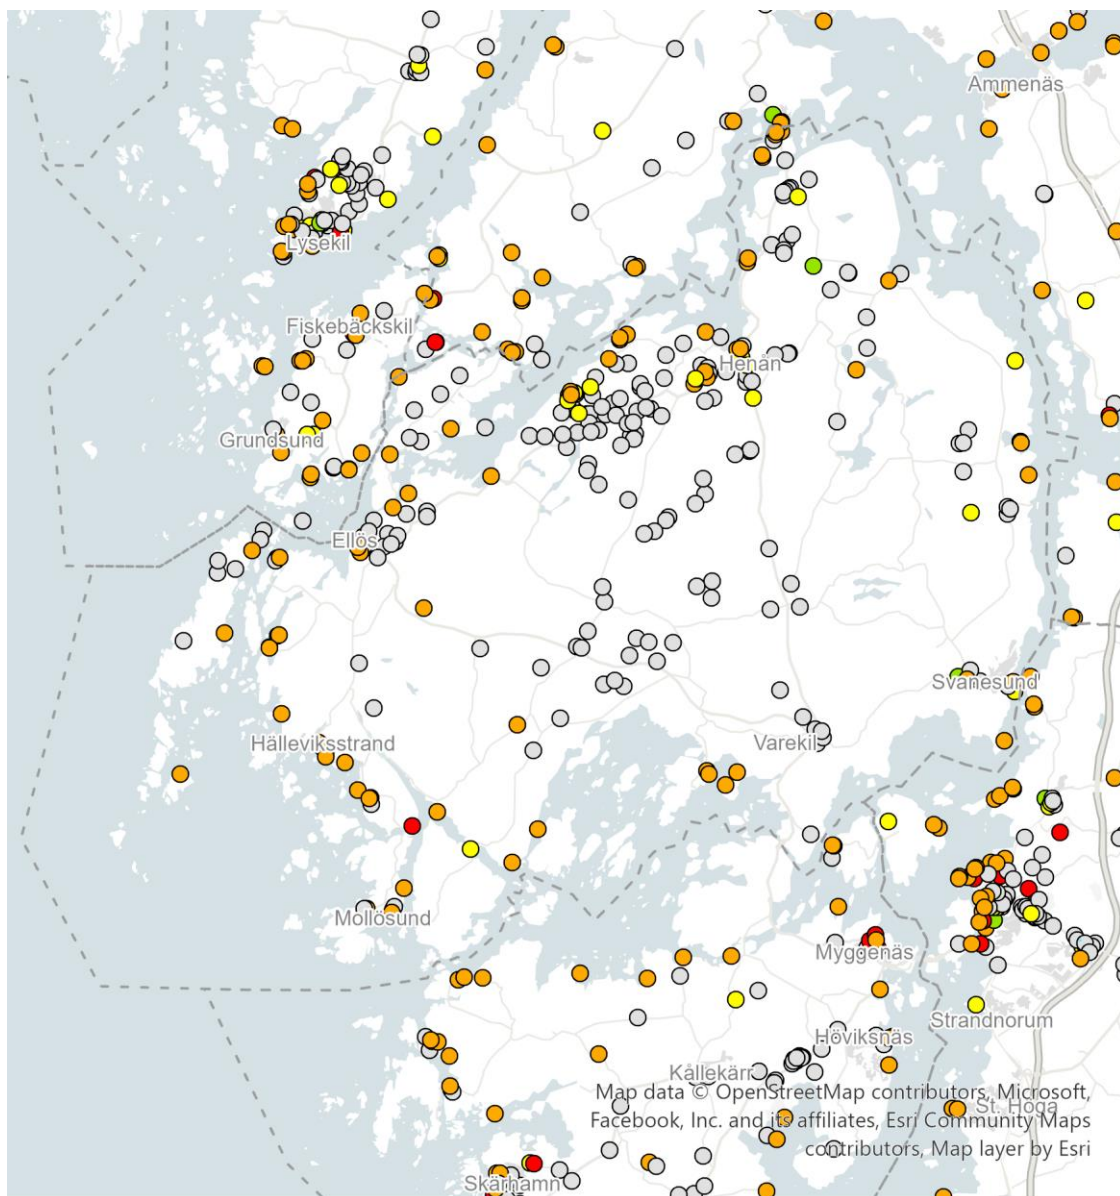 Ammenäs
Lysekil
Fiskebäckskil
Henån
Grundsund
Ellös
Svanesund
Hälleviksstrand
Varekil
Mollösund
Myggenäs
Strandnorum
Höviksnäs
Kållekärr
St. Höga
Map data © OpenStreetMap contributors, Microsoft,
Facebook, Inc. and its affiliates, Esri Community Maps
contributors, Map layer by Esri
Skärhamn